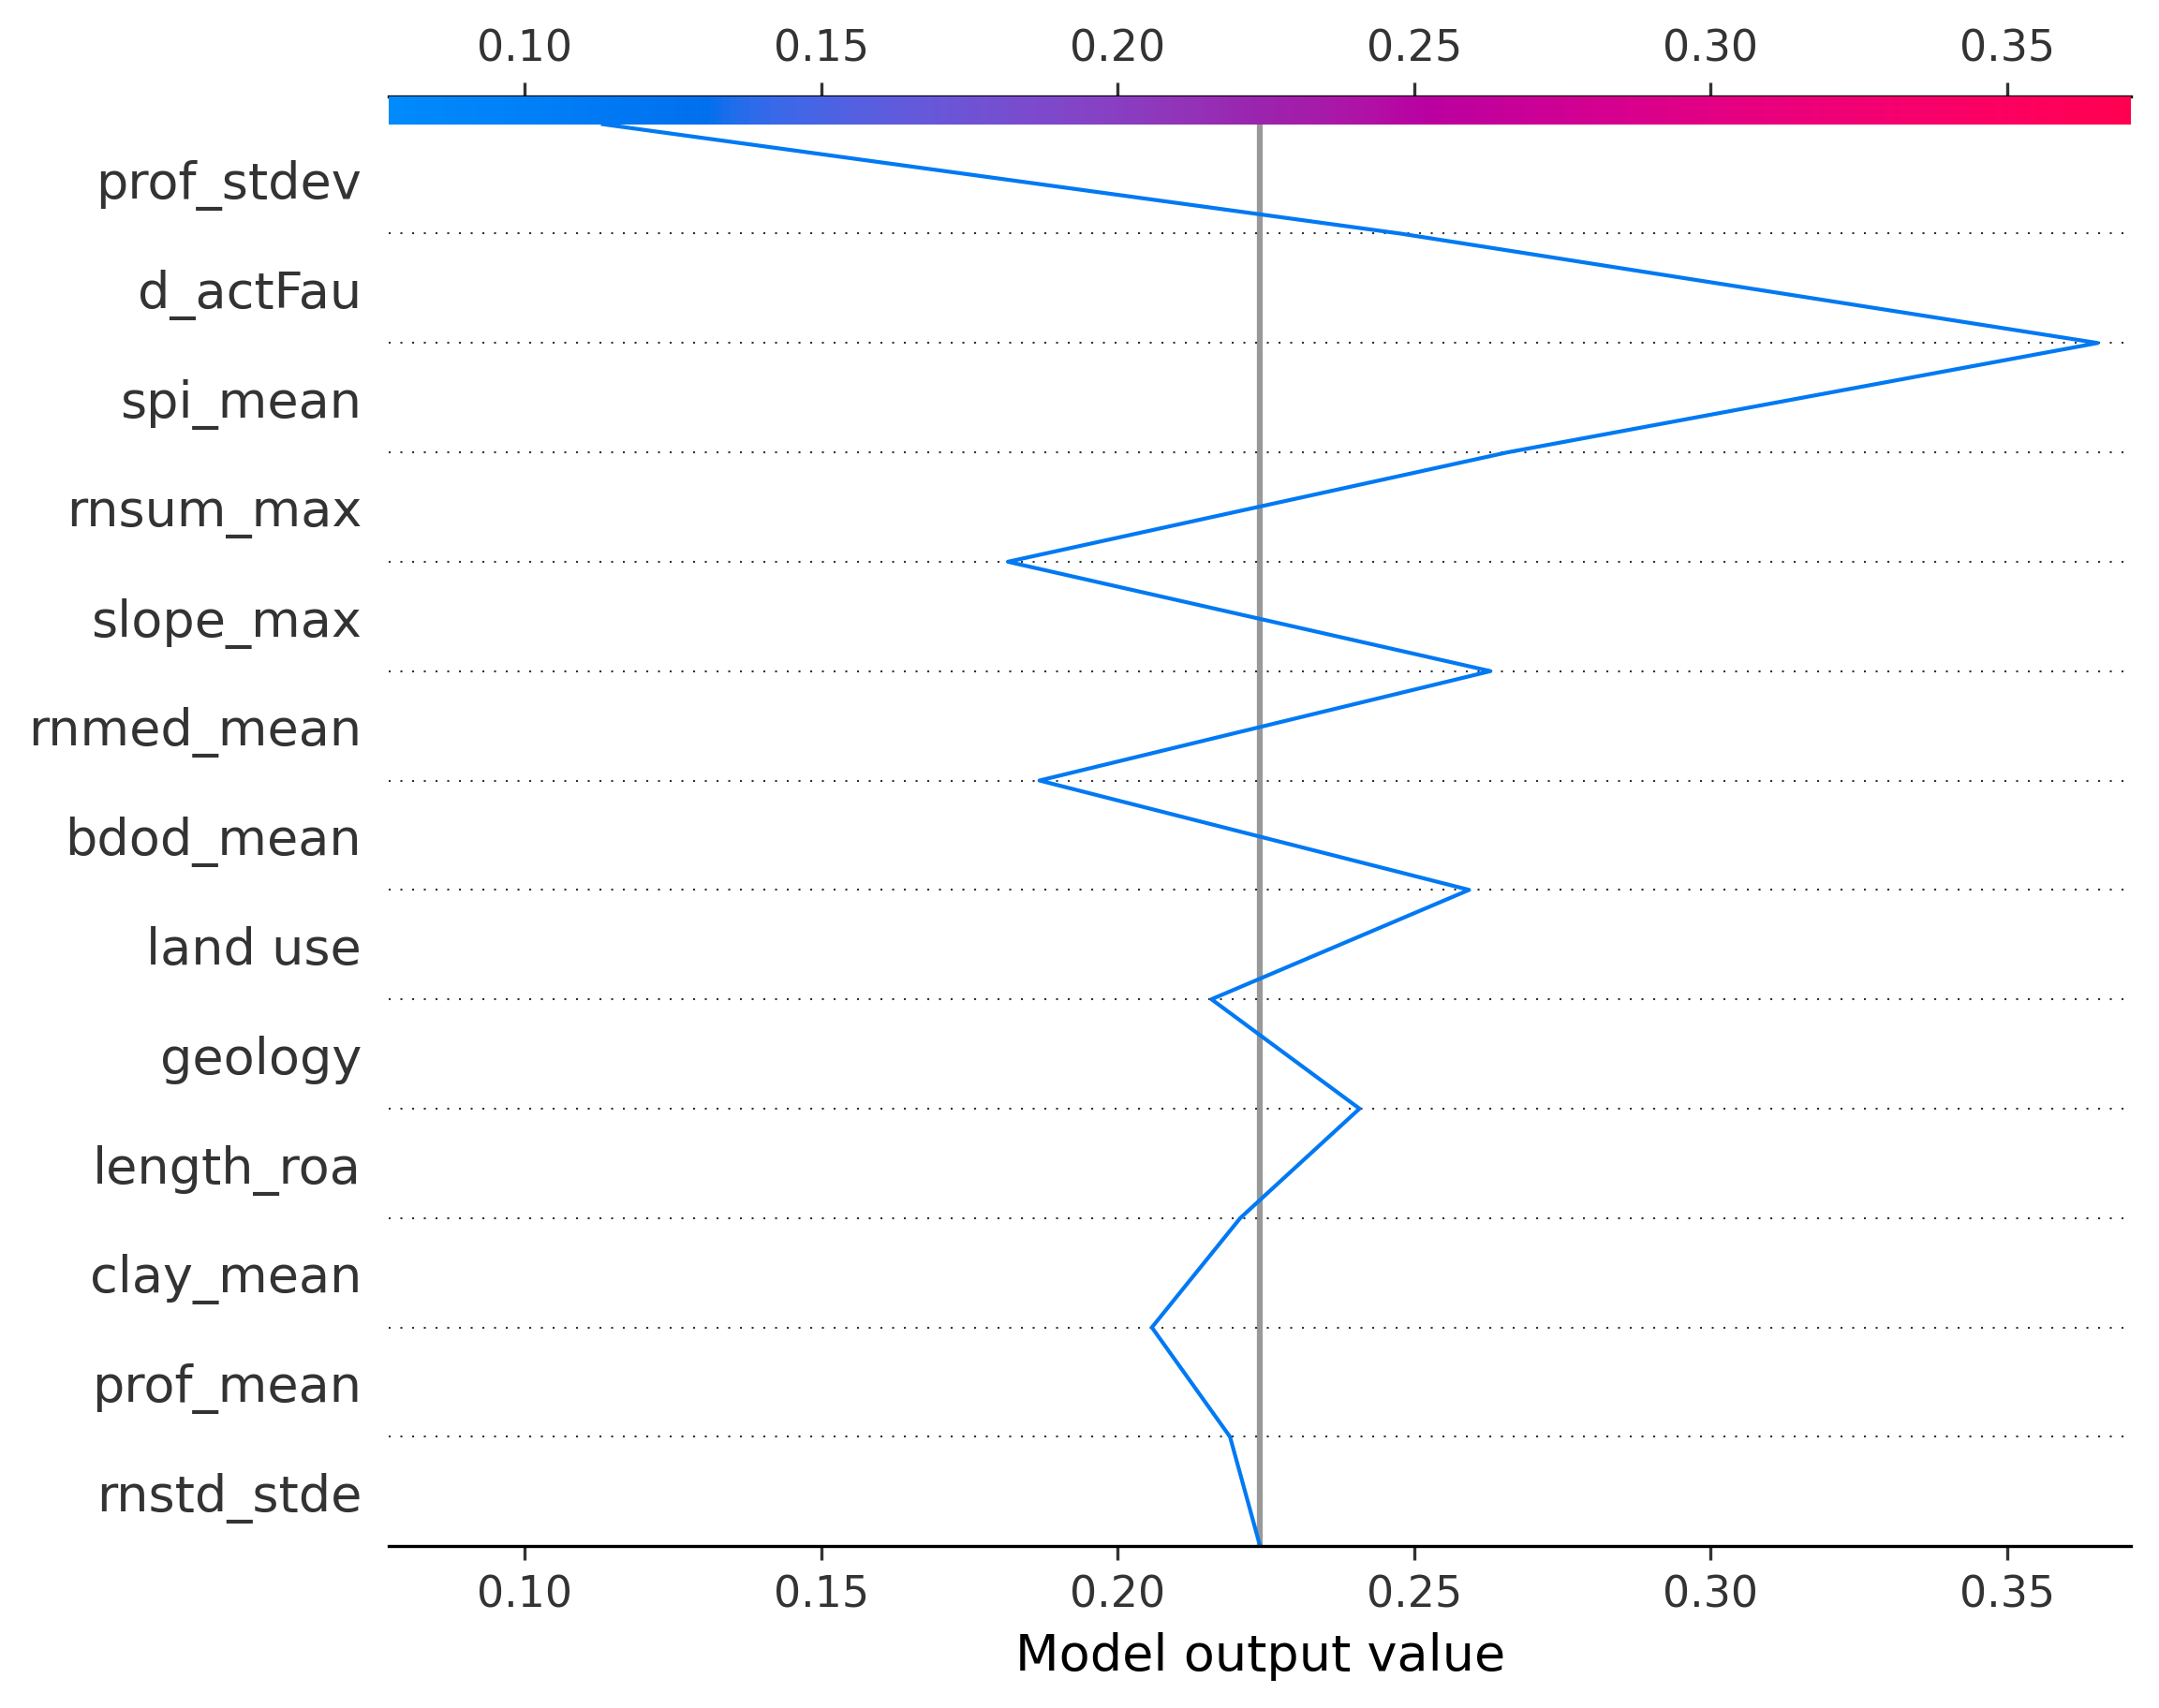 0.10 0.15 0.20 0.25 0.30 0.35
prof_stdev
d_actFau
spi_mean
rnsum_max
slope_max
rnmed_mean
bdod_mean
land use
geology
length_roa
clay_mean
prof_mean
rnstd_stde
0.10 0.15 0.20 0.25 0.30 0.35
Model output value